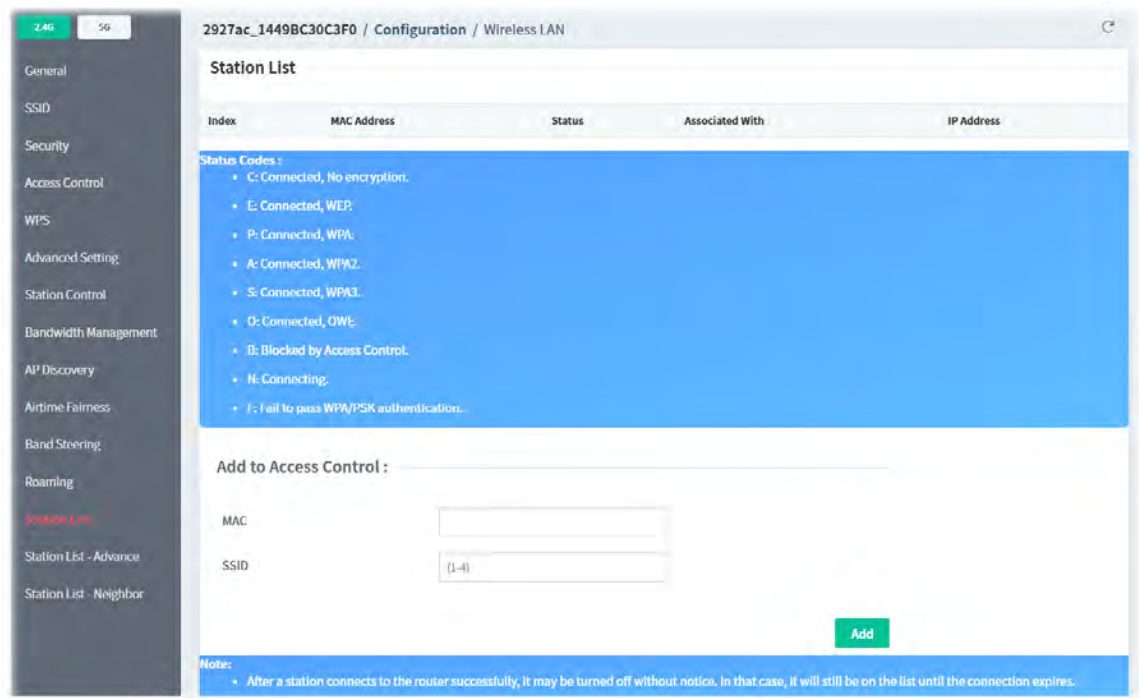 2.4G 5G
2927ac_1449BC30C3F0 / Configuration / Wireless LAN
General
SSID
Security
Access Control
WPS
Advanced Setting
Station Control
Bandwidth Management
AP Discovery
Airtime Fairness
Band Steering
Roaming
Station List
Station List - Advance
Station List - Neighbor
Station List
Index MAC Address Status Associated With IP Address
Status Codes :
• C: Connected, No encryption.
• E: Connected, WEP.
• P: Connected, WPA.
• A: Connected, WPA2.
• S: Connected, WPA3.
• O: Connected, OWE.
• B: Blocked by Access Control.
• N: Connecting.
• F: Fail to pass WPA/PSK authentication.
Add to Access Control :
MAC
SSID (1-4)
Add
Note:
• After a station connects to the router successfully, it may be turned off without notice. In that case, it will still be on the list until the connection expires.